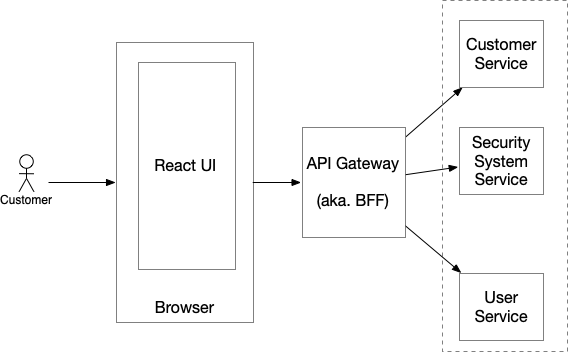 Customer
React UI
Browser
API Gateway
(aka. BFF)
Customer
Service
Security
System
Service
User
Service